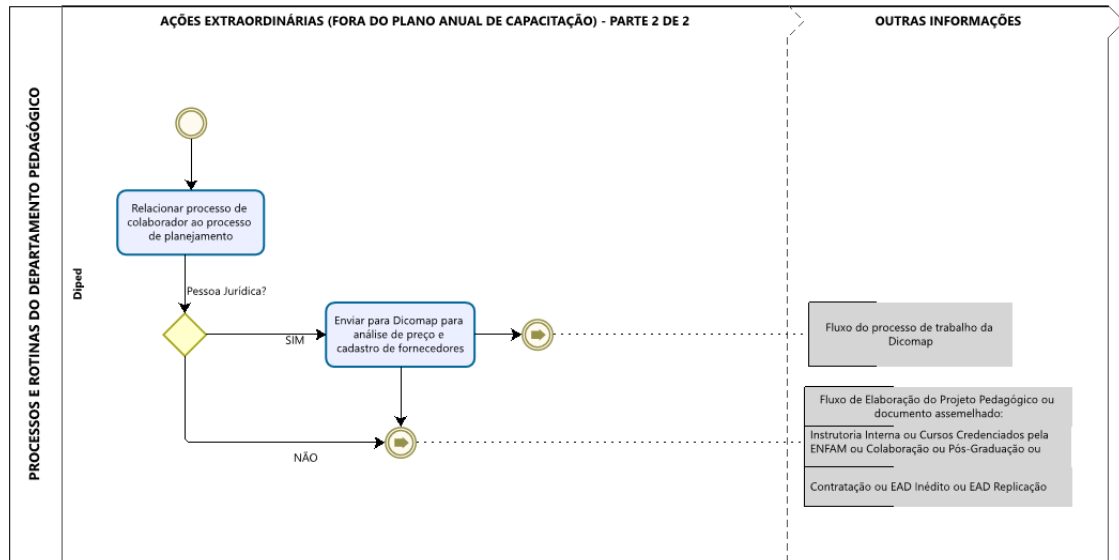 AÇÕES EXTRAORDINÁRIAS (FORA DO PLANO ANUAL DE CAPACITAÇÃO) - PARTE 2 DE 2
OUTRAS INFORMAÇÕES
PROCESSOS E ROTINAS DO DEPARTAMENTO PEDAGÓGICO
Diped
Relacionar processo de
colaborador ao processo
de planejamento
Pessoa Jurídica?
SIM
Enviar para Dicomap para
análise de preço e
cadastro de fornecedores
NÃO
Fluxo do processo de trabalho da
Dicomap
Fluxo de Elaboração do Projeto Pedagógico ou
documento assemelhado:
Instrutoria Interna ou Cursos Credenciados pela
ENFAM ou Colaboração ou Pós-Graduação ou
Contratação ou EAD Inédito ou EAD Replicação